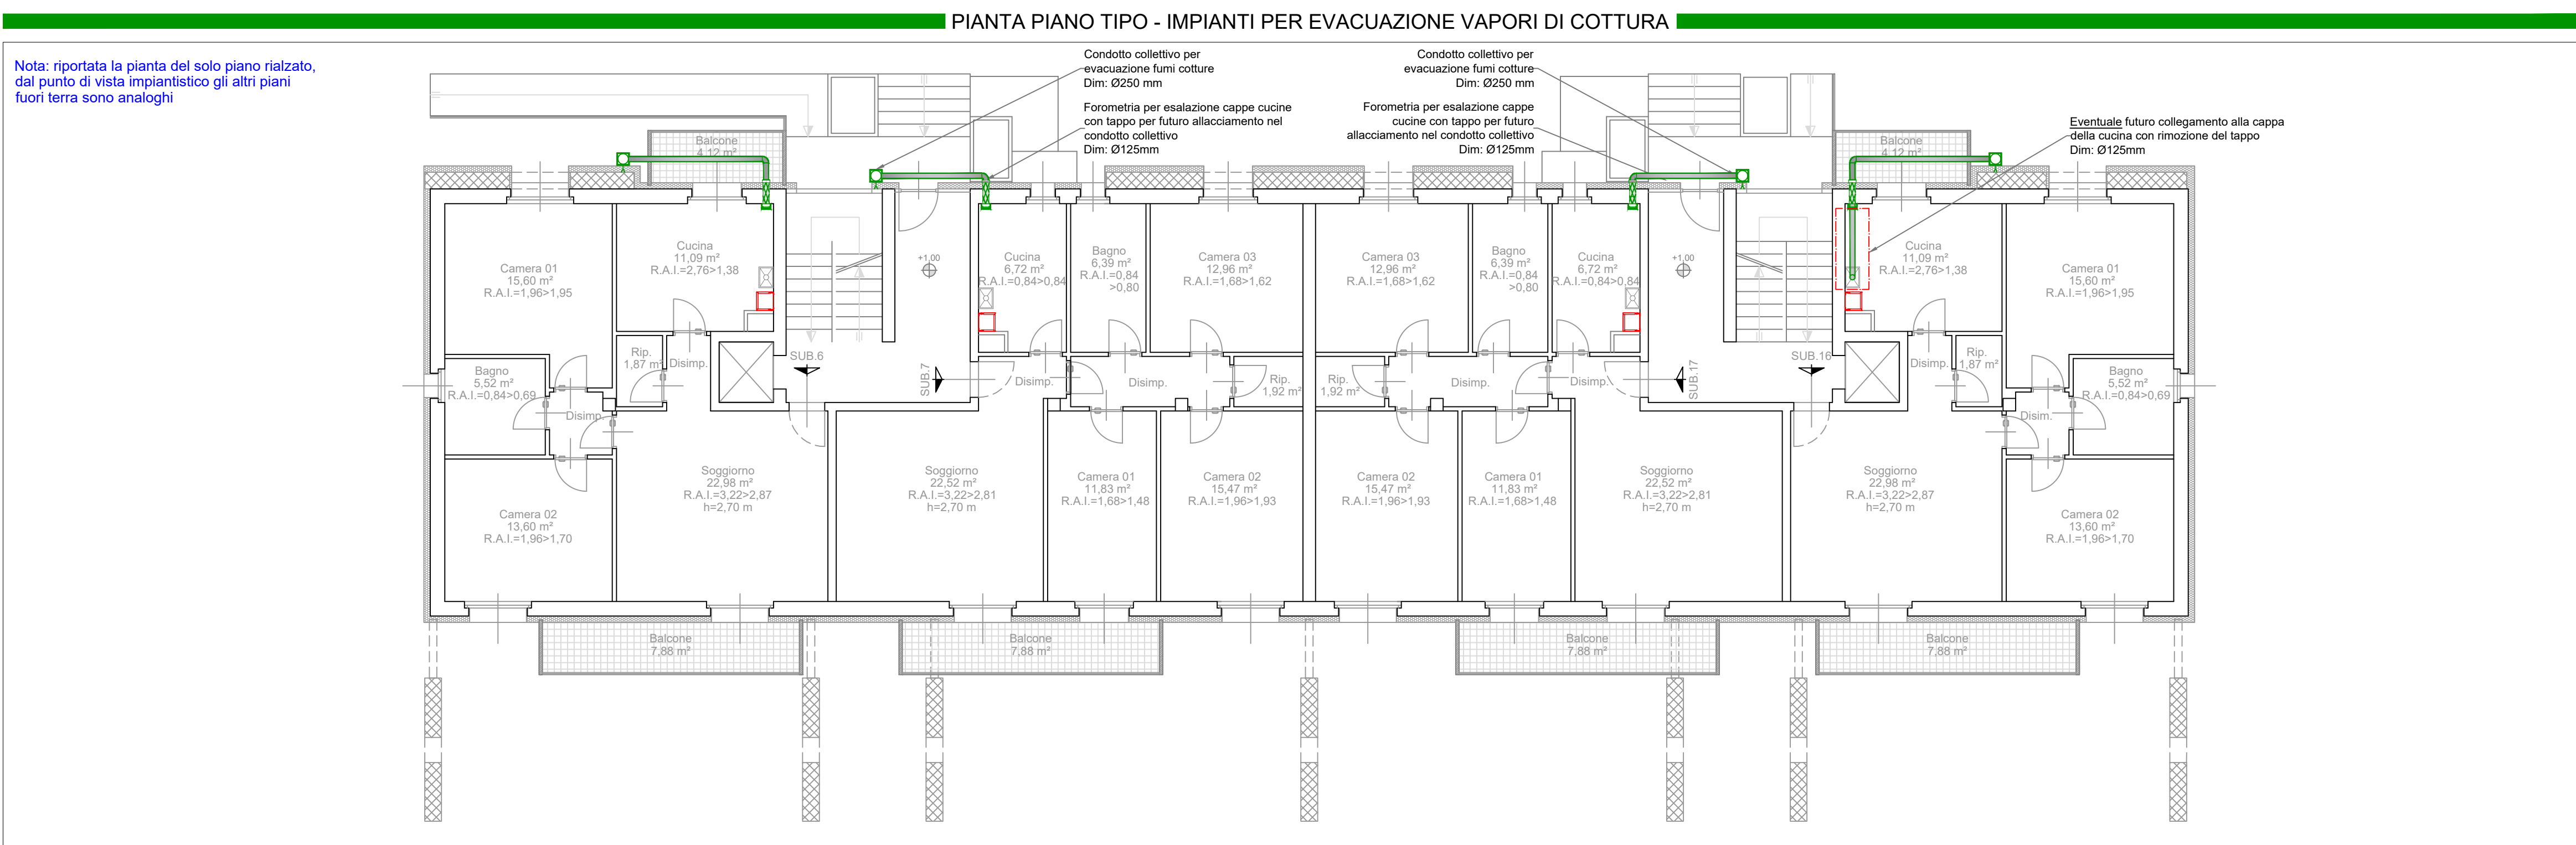 PIANTA PIANO TIPO - IMPIANTI PER EVACUAZIONE VAPORI DI COTTURA
Nota: riportata la pianta del solo piano rialzato,
dal punto di vista impiantistico gli altri piani
fuori terra sono analoghi
Condotto collettivo per
evacuazione fumi cotture
Dim: Ø250 mm
Forometria per esalazione cappe cucine
con tappo per futuro allacciamento nel
condotto collettivo
Dim: Ø125mm
Condotto collettivo per
evacuazione fumi cotture
Dim: Ø250 mm
Forometria per esalazione cappe
cucine con tappo per futuro
allacciamento nel condotto collettivo
Dim: Ø125mm
Eventuale futuro collegamento alla cappa
della cucina con rimozione del tappo
Dim: Ø125mm
Balcone
4,12 m²
Balcone
4,12 m²
Camera 01
15,60 m²
R.A.I.=1,96>1,95
Cucina
11,09 m²
R.A.I.=2,76>1,38
+1,00
Cucina
6,72 m²
R.A.I.=0,84>0,84
Bagno
6,39 m²
R.A.I.=0,84
>0,80
Camera 03
12,96 m²
R.A.I.=1,68>1,62
Camera 03
12,96 m²
R.A.I.=1,68>1,62
Bagno
6,39 m²
R.A.I.=0,84
>0,80
Cucina
6,72 m²
R.A.I.=0,84>0,84
+1,00
Cucina
11,09 m²
R.A.I.=2,76>1,38
Camera 01
15,60 m²
R.A.I.=1,96>1,95
Bagno
5,52 m²
R.A.I.=0,84>0,69
Disimp.
Rip.
1,87 m²
Disimp.
SUB.6
SUB.7
Disimp.
Disimp.
Rip.
1,92 m²
Rip.
1,92 m²
Disimp.
Disimp.
SUB.17
SUB.16
Disimp.
Rip.
1,87 m²
Disim.
Bagno
5,52 m²
R.A.I.=0,84>0,69
Camera 02
13,60 m²
R.A.I.=1,96>1,70
Soggiorno
22,98 m²
R.A.I.=3,22>2,87
h=2,70 m
Soggiorno
22,52 m²
R.A.I.=3,22>2,81
h=2,70 m
Camera 01
11,83 m²
R.A.I.=1,68>1,48
Camera 02
15,47 m²
R.A.I.=1,96>1,93
Camera 02
15,47 m²
R.A.I.=1,96>1,93
Camera 01
11,83 m²
R.A.I.=1,68>1,48
Soggiorno
22,52 m²
R.A.I.=3,22>2,81
h=2,70 m
Soggiorno
22,98 m²
R.A.I.=3,22>2,87
h=2,70 m
Camera 02
13,60 m²
R.A.I.=1,96>1,70
Balcone
7,88 m²
Balcone
7,88 m²
Balcone
7,88 m²
Balcone
7,88 m²